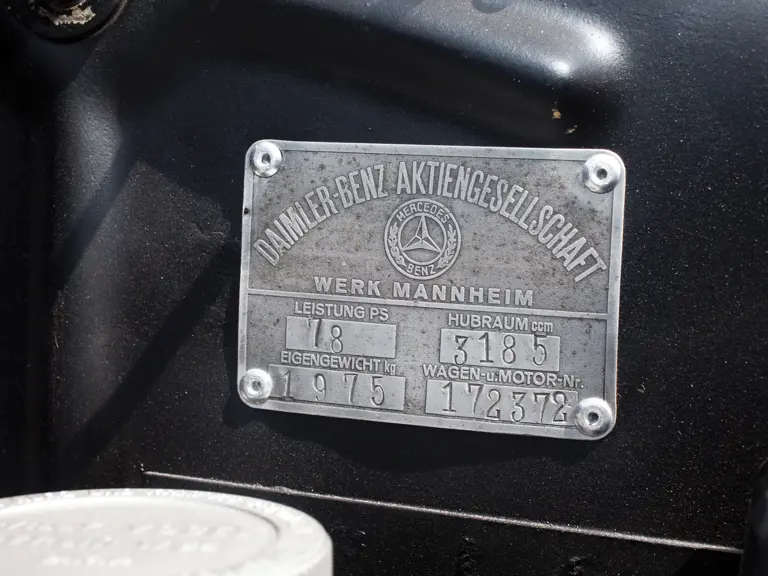 DAIMLER-BENZ AKTIENGESELLSCHAFT
MERCEDES
BENZ
WERK MANNHEIM
LEISTUNG PS
78
HUBRAUM ccm
3185
EIGENGEWICHT kg
1975
WAGEN-u.MOTOR-Nr.
172372